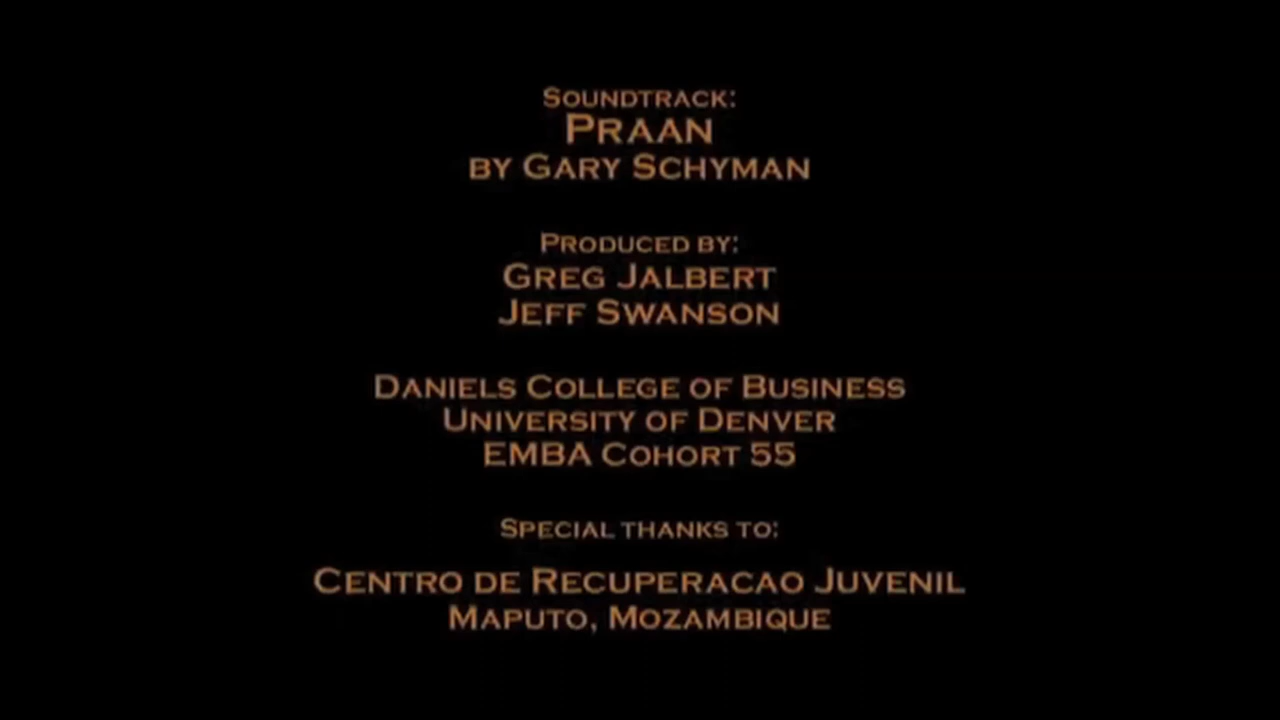 Soundtrack:
Praan
by Gary Schyman
Produced by:
Greg Jalbert
Jeff Swanson
Daniels College of Business
University of Denver
EMBA Cohort 55
Special thanks to:
Centro de Recuperacao Juvenil
Maputo, Mozambique